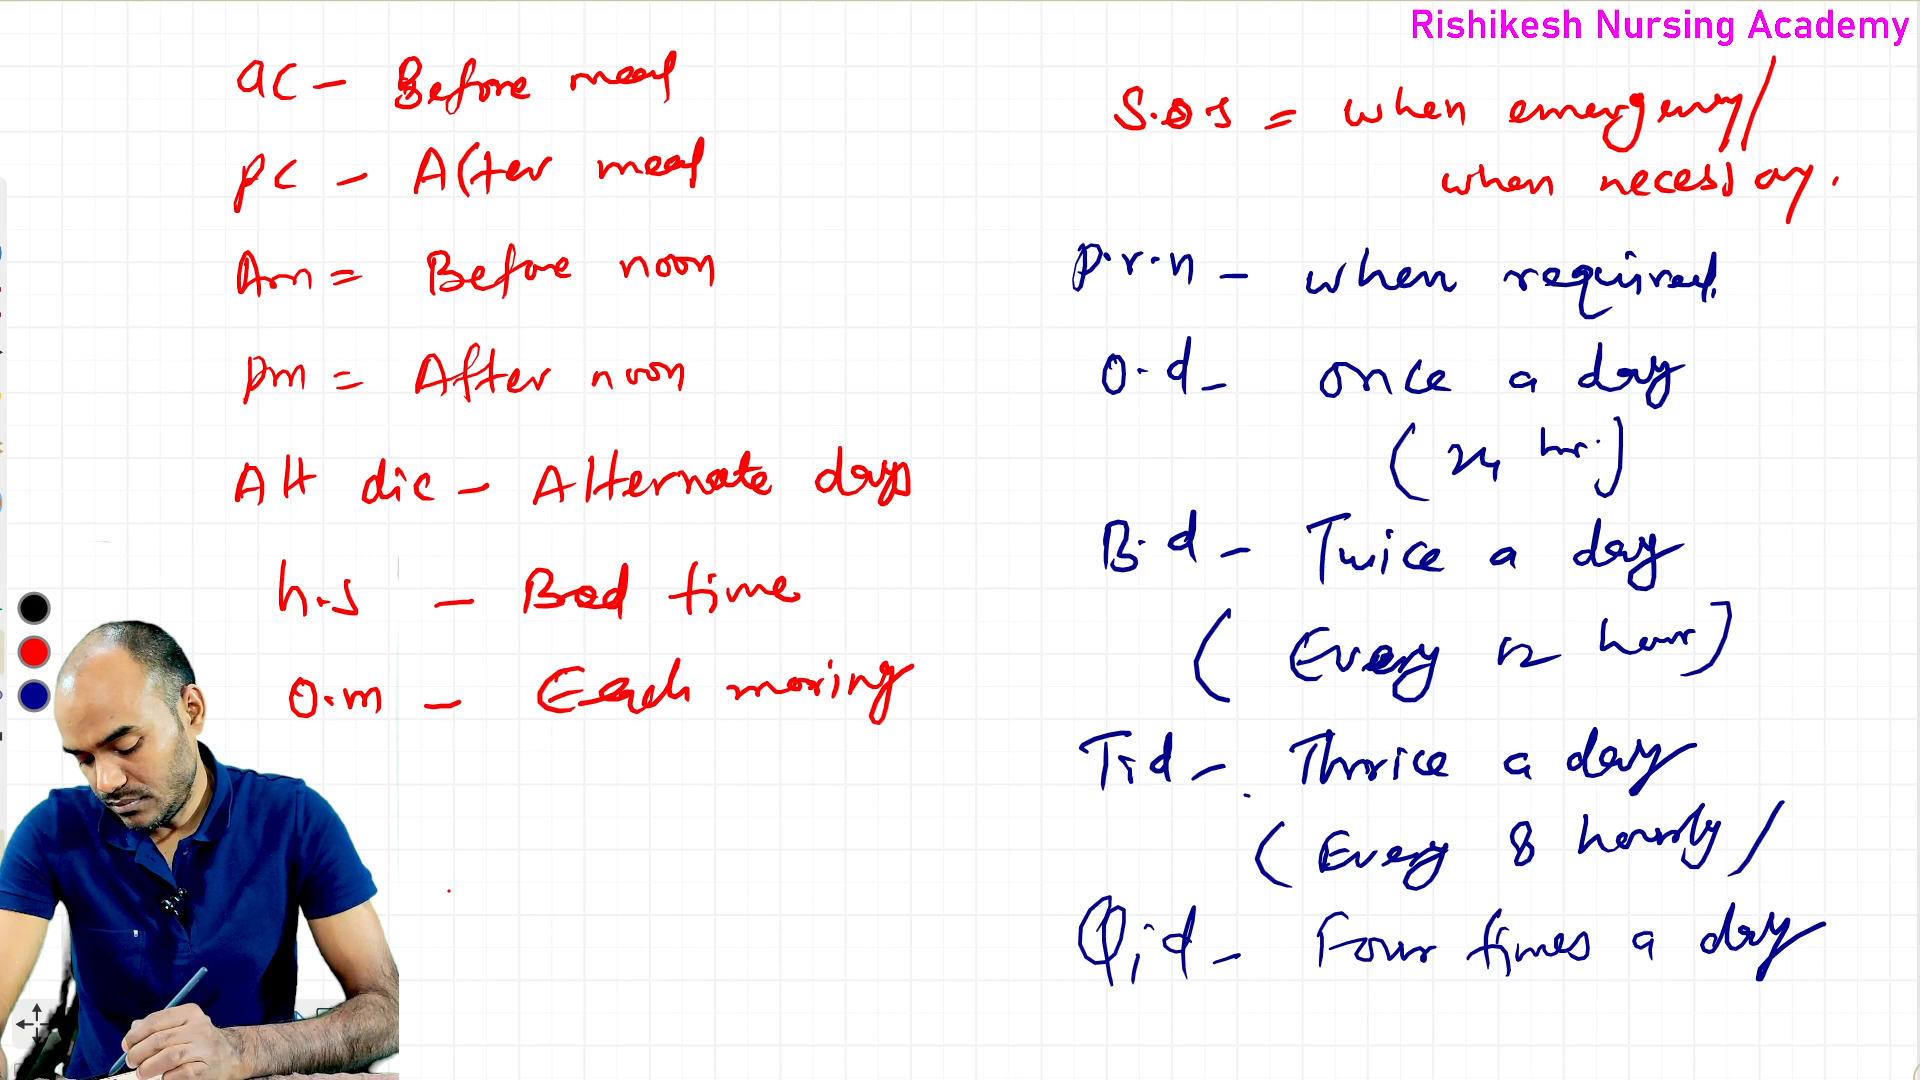 Rishikesh Nursing Academy
ac - Before meal
pc - After meal
Am = Before noon
pm = After noon
Alt die - Alternate days
h.s - Bed time
o.m - Each moring
S.O.S = when emergency/
when necessary.
p.r.n - when required.
O.d - once a day
(24 hr.)
B.d - Twice a day
(Every 12 hour)
T.i.d - Thrice a day
(Every 8 hourly/
Q.i.d - Four times a day